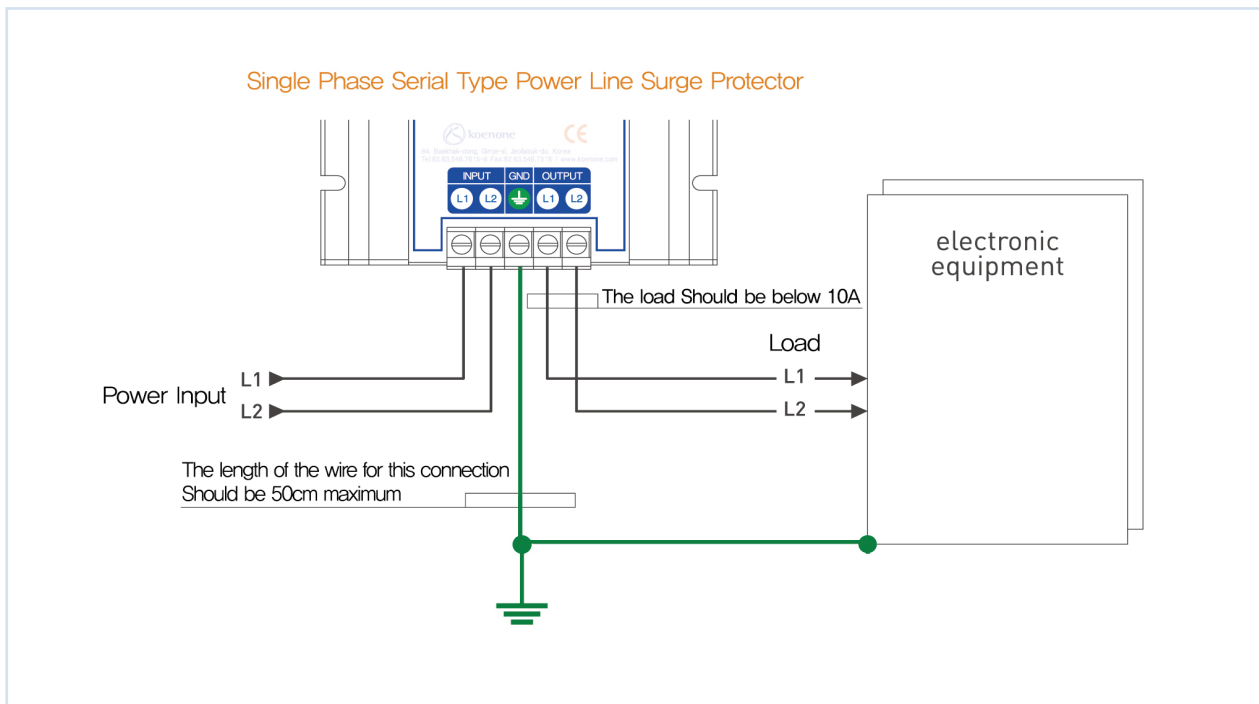 Single Phase Serial Type Power Line Surge Protector
koenone CE
INPUT GND OUTPUT
L1 L2 L1 L2
electronic
equipment
The load Should be below 10A
Load
Power Input
L1
L2
L1
L2
The length of the wire for this connection
Should be 50cm maximum